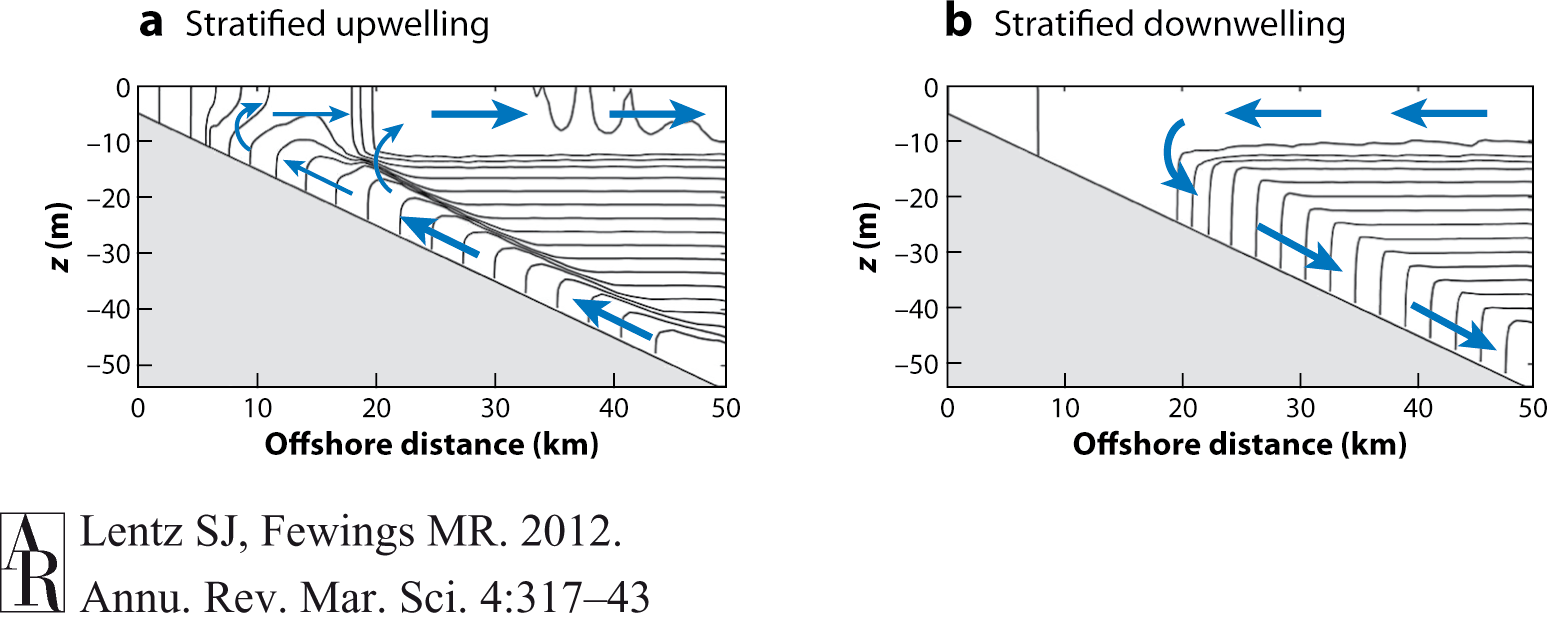 a Stratified upwelling
0
–10
–20
–30
–40
–50
z (m)
0 10 20 30 40 50
Offshore distance (km)
b Stratified downwelling
0
–10
–20
–30
–40
–50
z (m)
0 10 20 30 40 50
Offshore distance (km)
AR
Lentz SJ, Fewings MR. 2012.
Annu. Rev. Mar. Sci. 4:317–43